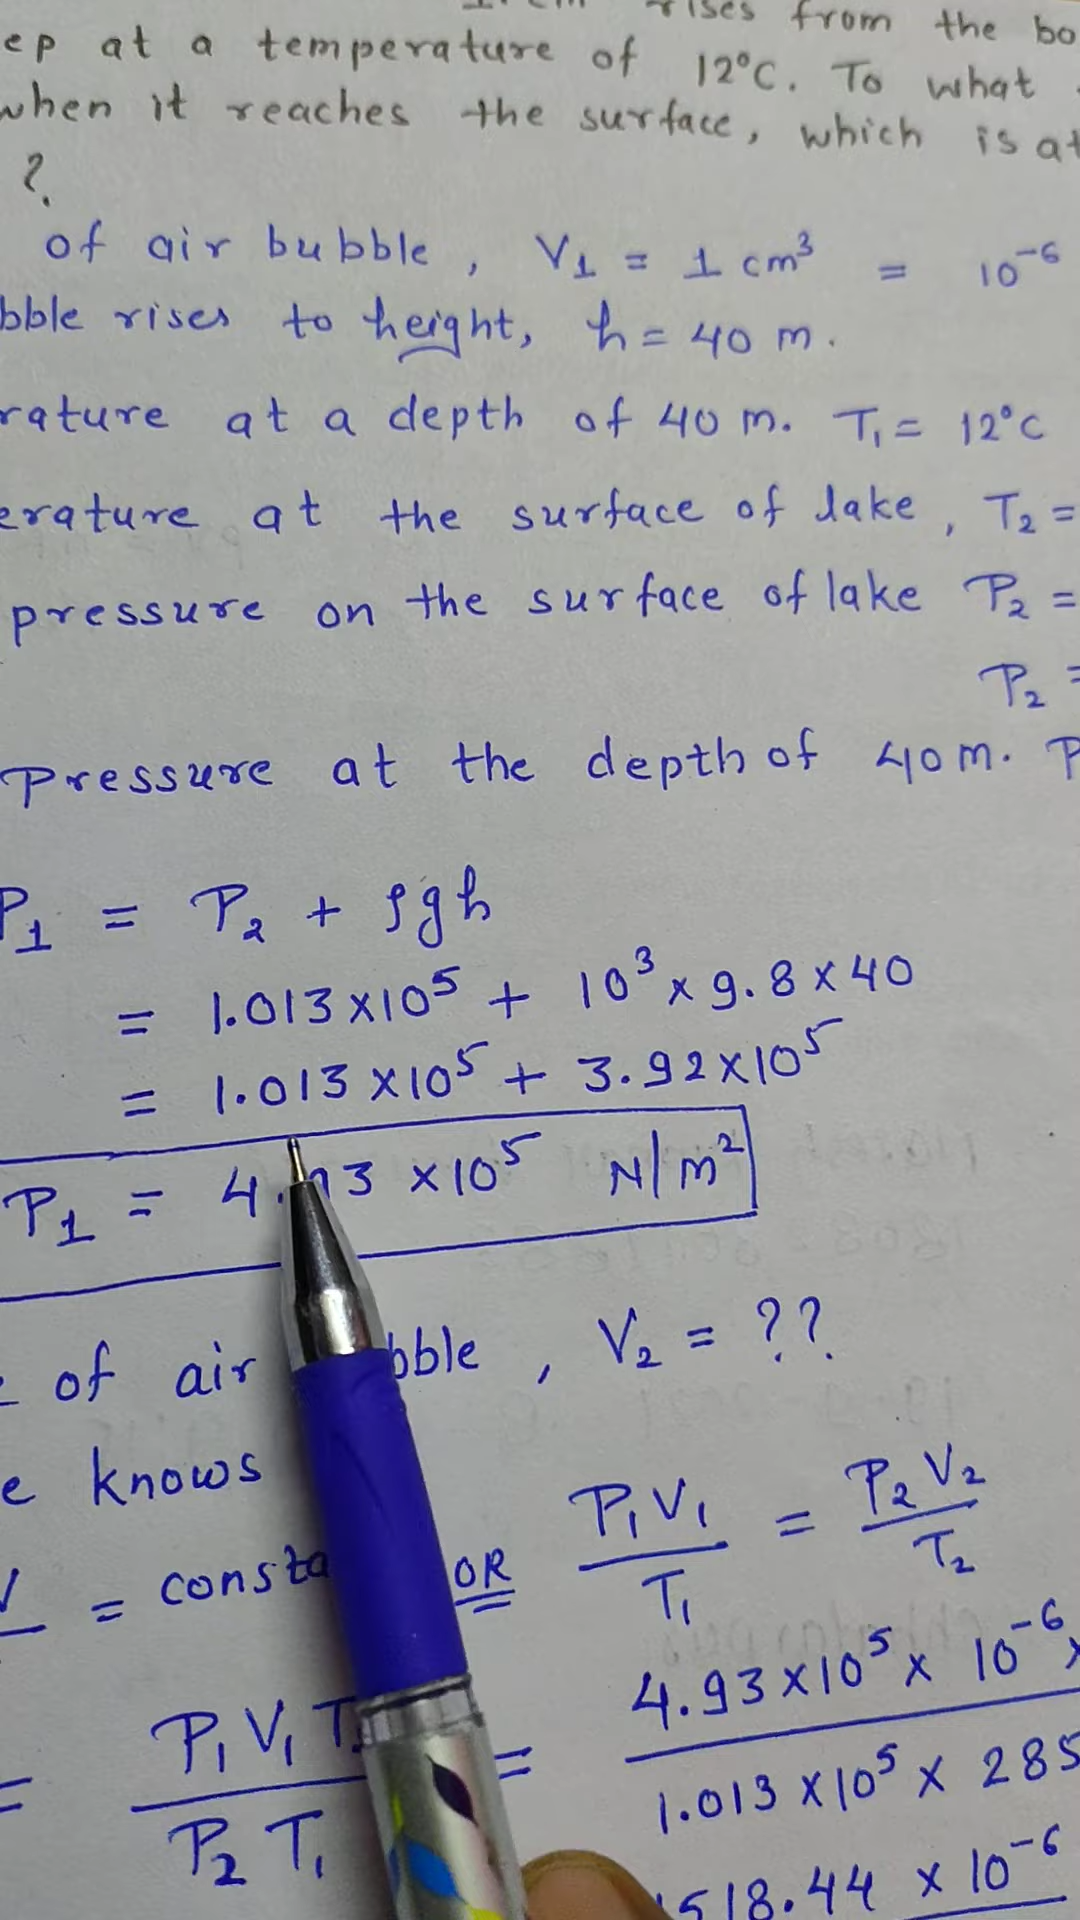 rises from the bo
ep at a temperature of 12°C. To what
when it reaches the surface, which is at
?
of air bubble, V1 = 1 cm³ = 10⁻⁶
bble rises to height, h = 40 m.
rature at a depth of 40 m. T1 = 12°C
erature at the surface of lake, T2 =
pressure on the surface of lake P2 =
P2 =
Pressure at the depth of 40 m. P
P1 = P2 + ρgh
= 1.013 × 10⁵ + 10³ × 9.8 × 40
= 1.013 × 10⁵ + 3.92 × 10⁵
P1 = 4.93 × 10⁵ N/m²
of air bble, V2 = ??
e knows
= consta OR P1V1/T1 = P2V2/T2
= P1V1T/P2T1 = 4.93 × 10⁵ × 10⁻⁶ ×/1.013 × 10⁵ × 285
518.44 × 10⁻⁶